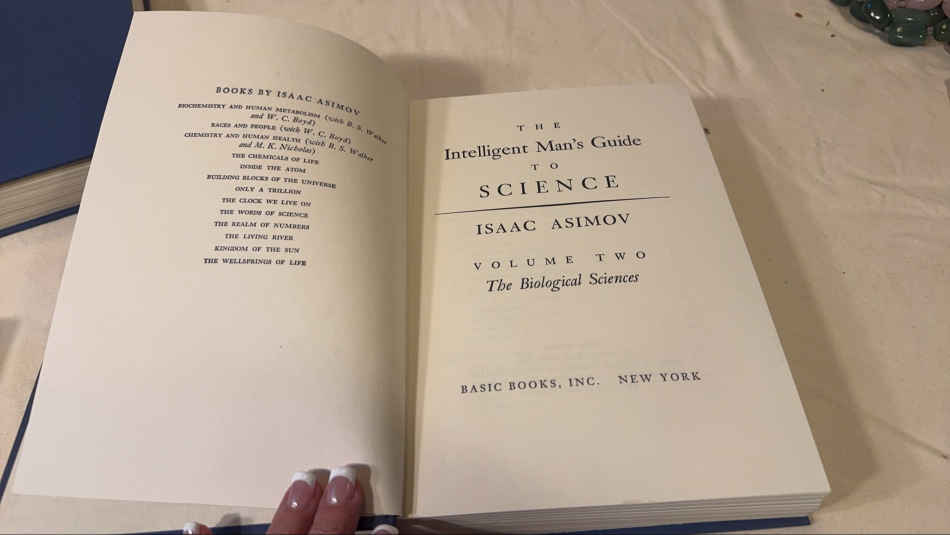 BOOKS BY ISAAC ASIMOV
BIOCHEMISTRY AND HUMAN METABOLISM (with B. S. Walker
and W. C. Boyd)
RACES AND PEOPLE (with W. C. Boyd)
CHEMISTRY AND HUMAN HEALTH (with B. S. Walker
and M. K. Nicholas)
THE CHEMICALS OF LIFE
INSIDE THE ATOM
BUILDING BLOCKS OF THE UNIVERSE
ONLY A TRILLION
THE CLOCK WE LIVE ON
THE WORDS OF SCIENCE
THE REALM OF NUMBERS
THE LIVING RIVER
KINGDOM OF THE SUN
THE WELLSPRINGS OF LIFE
THE
Intelligent Man's Guide
TO
SCIENCE
ISAAC ASIMOV
VOLUME TWO
The Biological Sciences
BASIC BOOKS, INC. NEW YORK